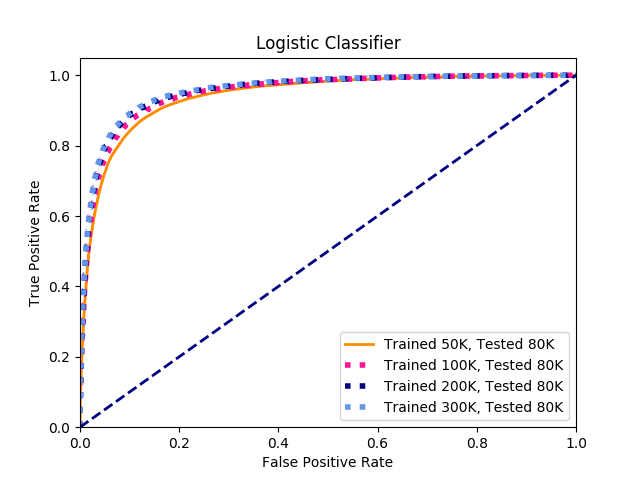 Logistic Classifier
True Positive Rate
1.0
0.8
0.6
0.4
0.2
0.0
0.0 0.2 0.4 0.6 0.8 1.0
False Positive Rate
Trained 50K, Tested 80K
Trained 100K, Tested 80K
Trained 200K, Tested 80K
Trained 300K, Tested 80K